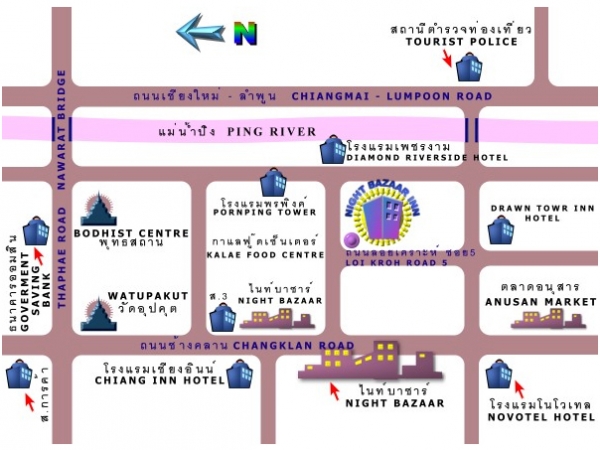 N
สถานีตำรวจท่องเที่ยว
TOURIST POLICE
ถนนเชียงใหม่ - ลำพูน CHIANGMAI - LUMPOON ROAD
NAWARAT BRIDGE
แม่น้ำปิง PING RIVER
โรงแรมเพชรงาม
DIAMOND RIVERSIDE HOTEL
โรงแรมพรพิงค์
PORNPING TOWER
NIGHT BAZAAR INN
DRAWN TOWR INN
HOTEL
BODHIST CENTRE
พุทธสถาน
กาแลฟู้ดเซ็นเตอร์
KALAE FOOD CENTRE
ถนนลอยเคราะห์ ซอย5
LOI KROH ROAD 5
ธนาคารออมสิน
GOVERMENT
SAVING
BANK
THAPHAE ROAD
WATUPAKUT
วัดอุปคุต
ส.3
ไนท์บาซาร์
NIGHT BAZAAR
ตลาดอนุสาร
ANUSAN MARKET
ถนนช้างคลาน CHANGKLAN ROAD
ส.การค้า
โรงแรมเชียงอินน์
CHIANG INN HOTEL
ไนท์บาซาร์
NIGHT BAZAAR
โรงแรมโนโวเทล
NOVOTEL HOTEL